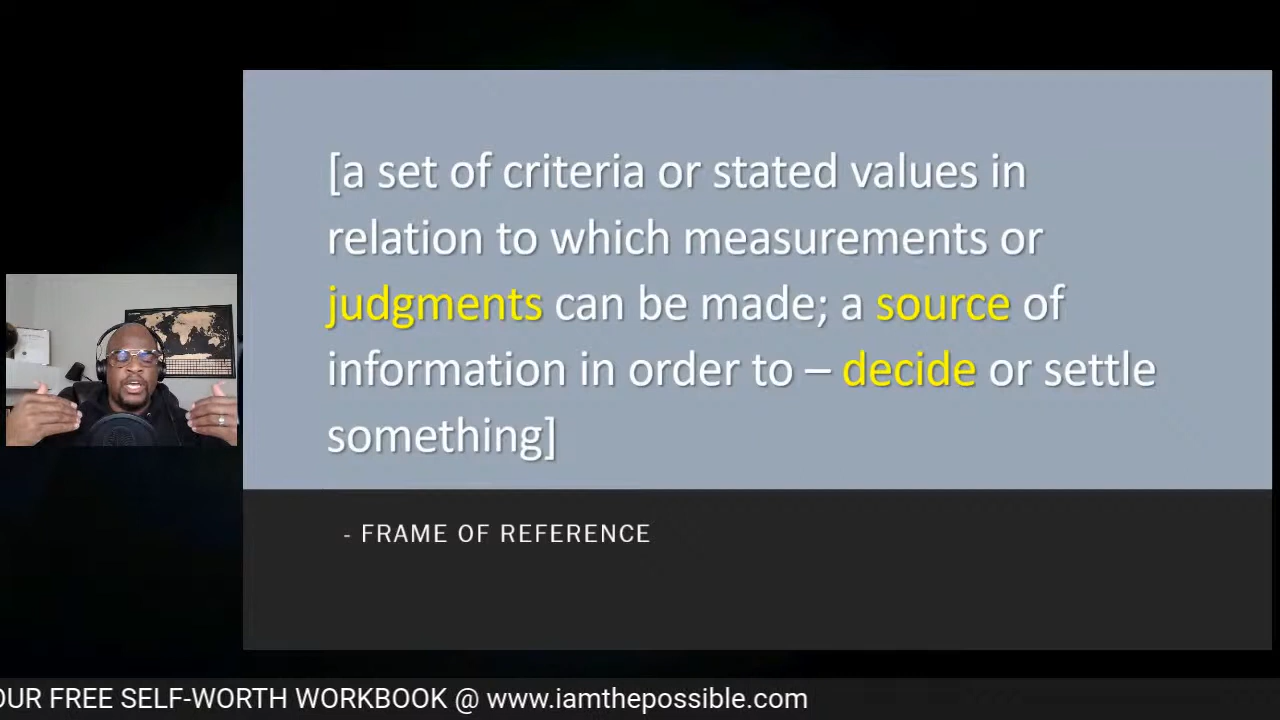 [a set of criteria or stated values in
relation to which measurements or
judgments can be made; a source of
information in order to – decide or settle
something]
- FRAME OF REFERENCE
OUR FREE SELF-WORTH WORKBOOK @ www.iamthepossible.com